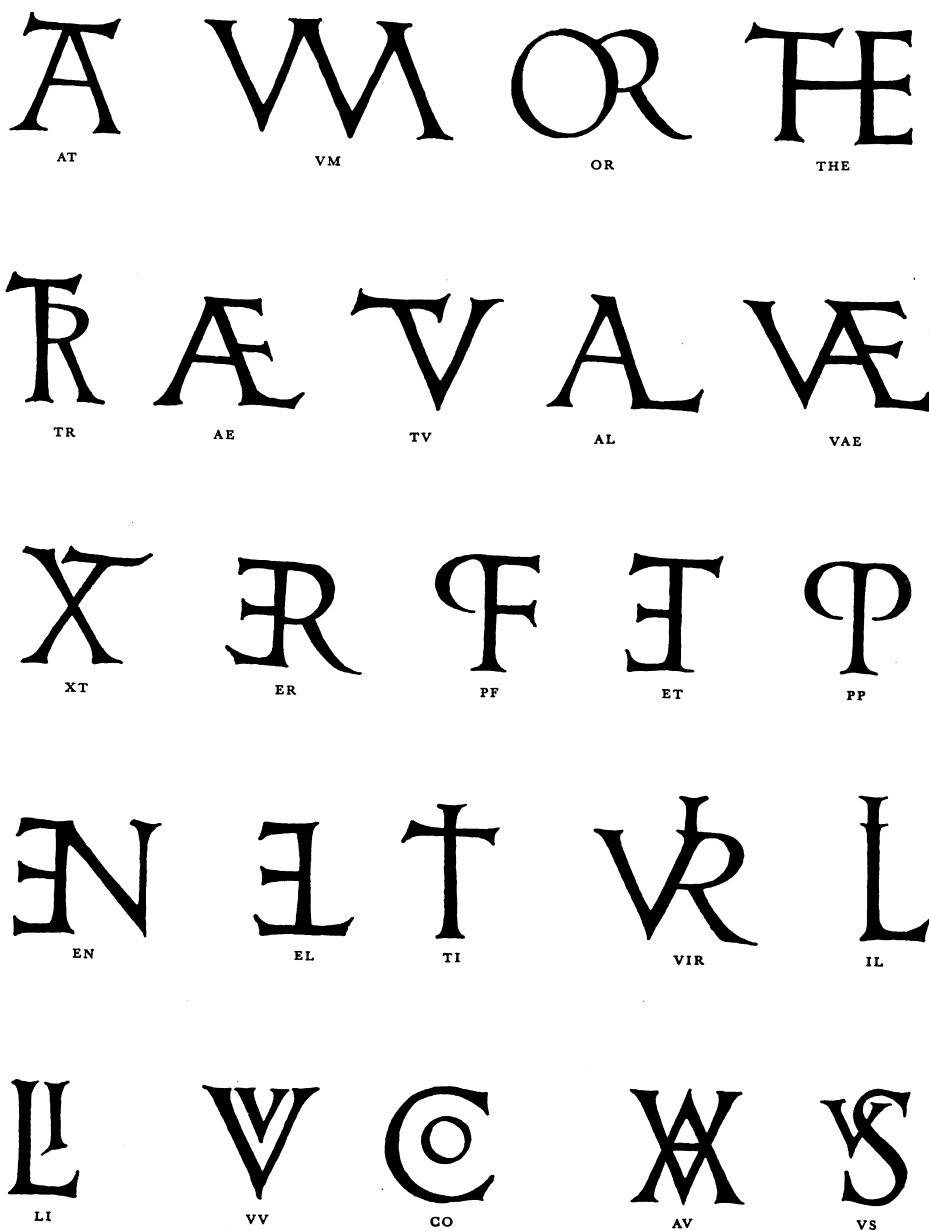 AT VM OR THE
TR AE TV AL VAE
XT ER PF ET PP
EN EL TI VIR IL
LI VV CO AV VS